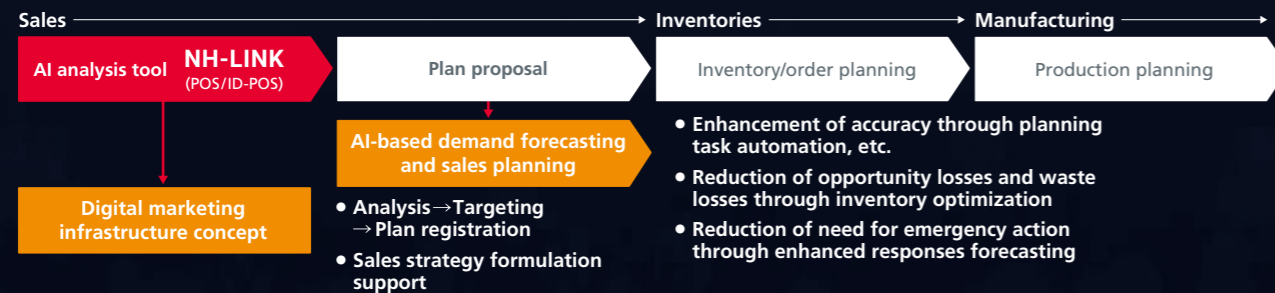 Sales
Inventories
Manufacturing
AI analysis tool NH-LINK
(POS/ID-POS)
Plan proposal
Inventory/order planning
Production planning
Digital marketing
infrastructure concept
AI-based demand forecasting
and sales planning
• Analysis→Targeting
→Plan registration
• Sales strategy formulation
support
• Enhancement of accuracy through planning
task automation, etc.
• Reduction of opportunity losses and waste
losses through inventory optimization
• Reduction of need for emergency action
through enhanced responses forecasting